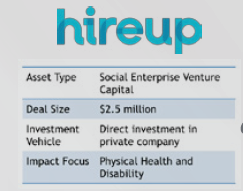 hireup
Asset Type Social Enterprise Venture
Capital
Deal Size $2.5 million
Investment Direct investment in
Vehicle private company
Impact Focus Physical Health and
Disability